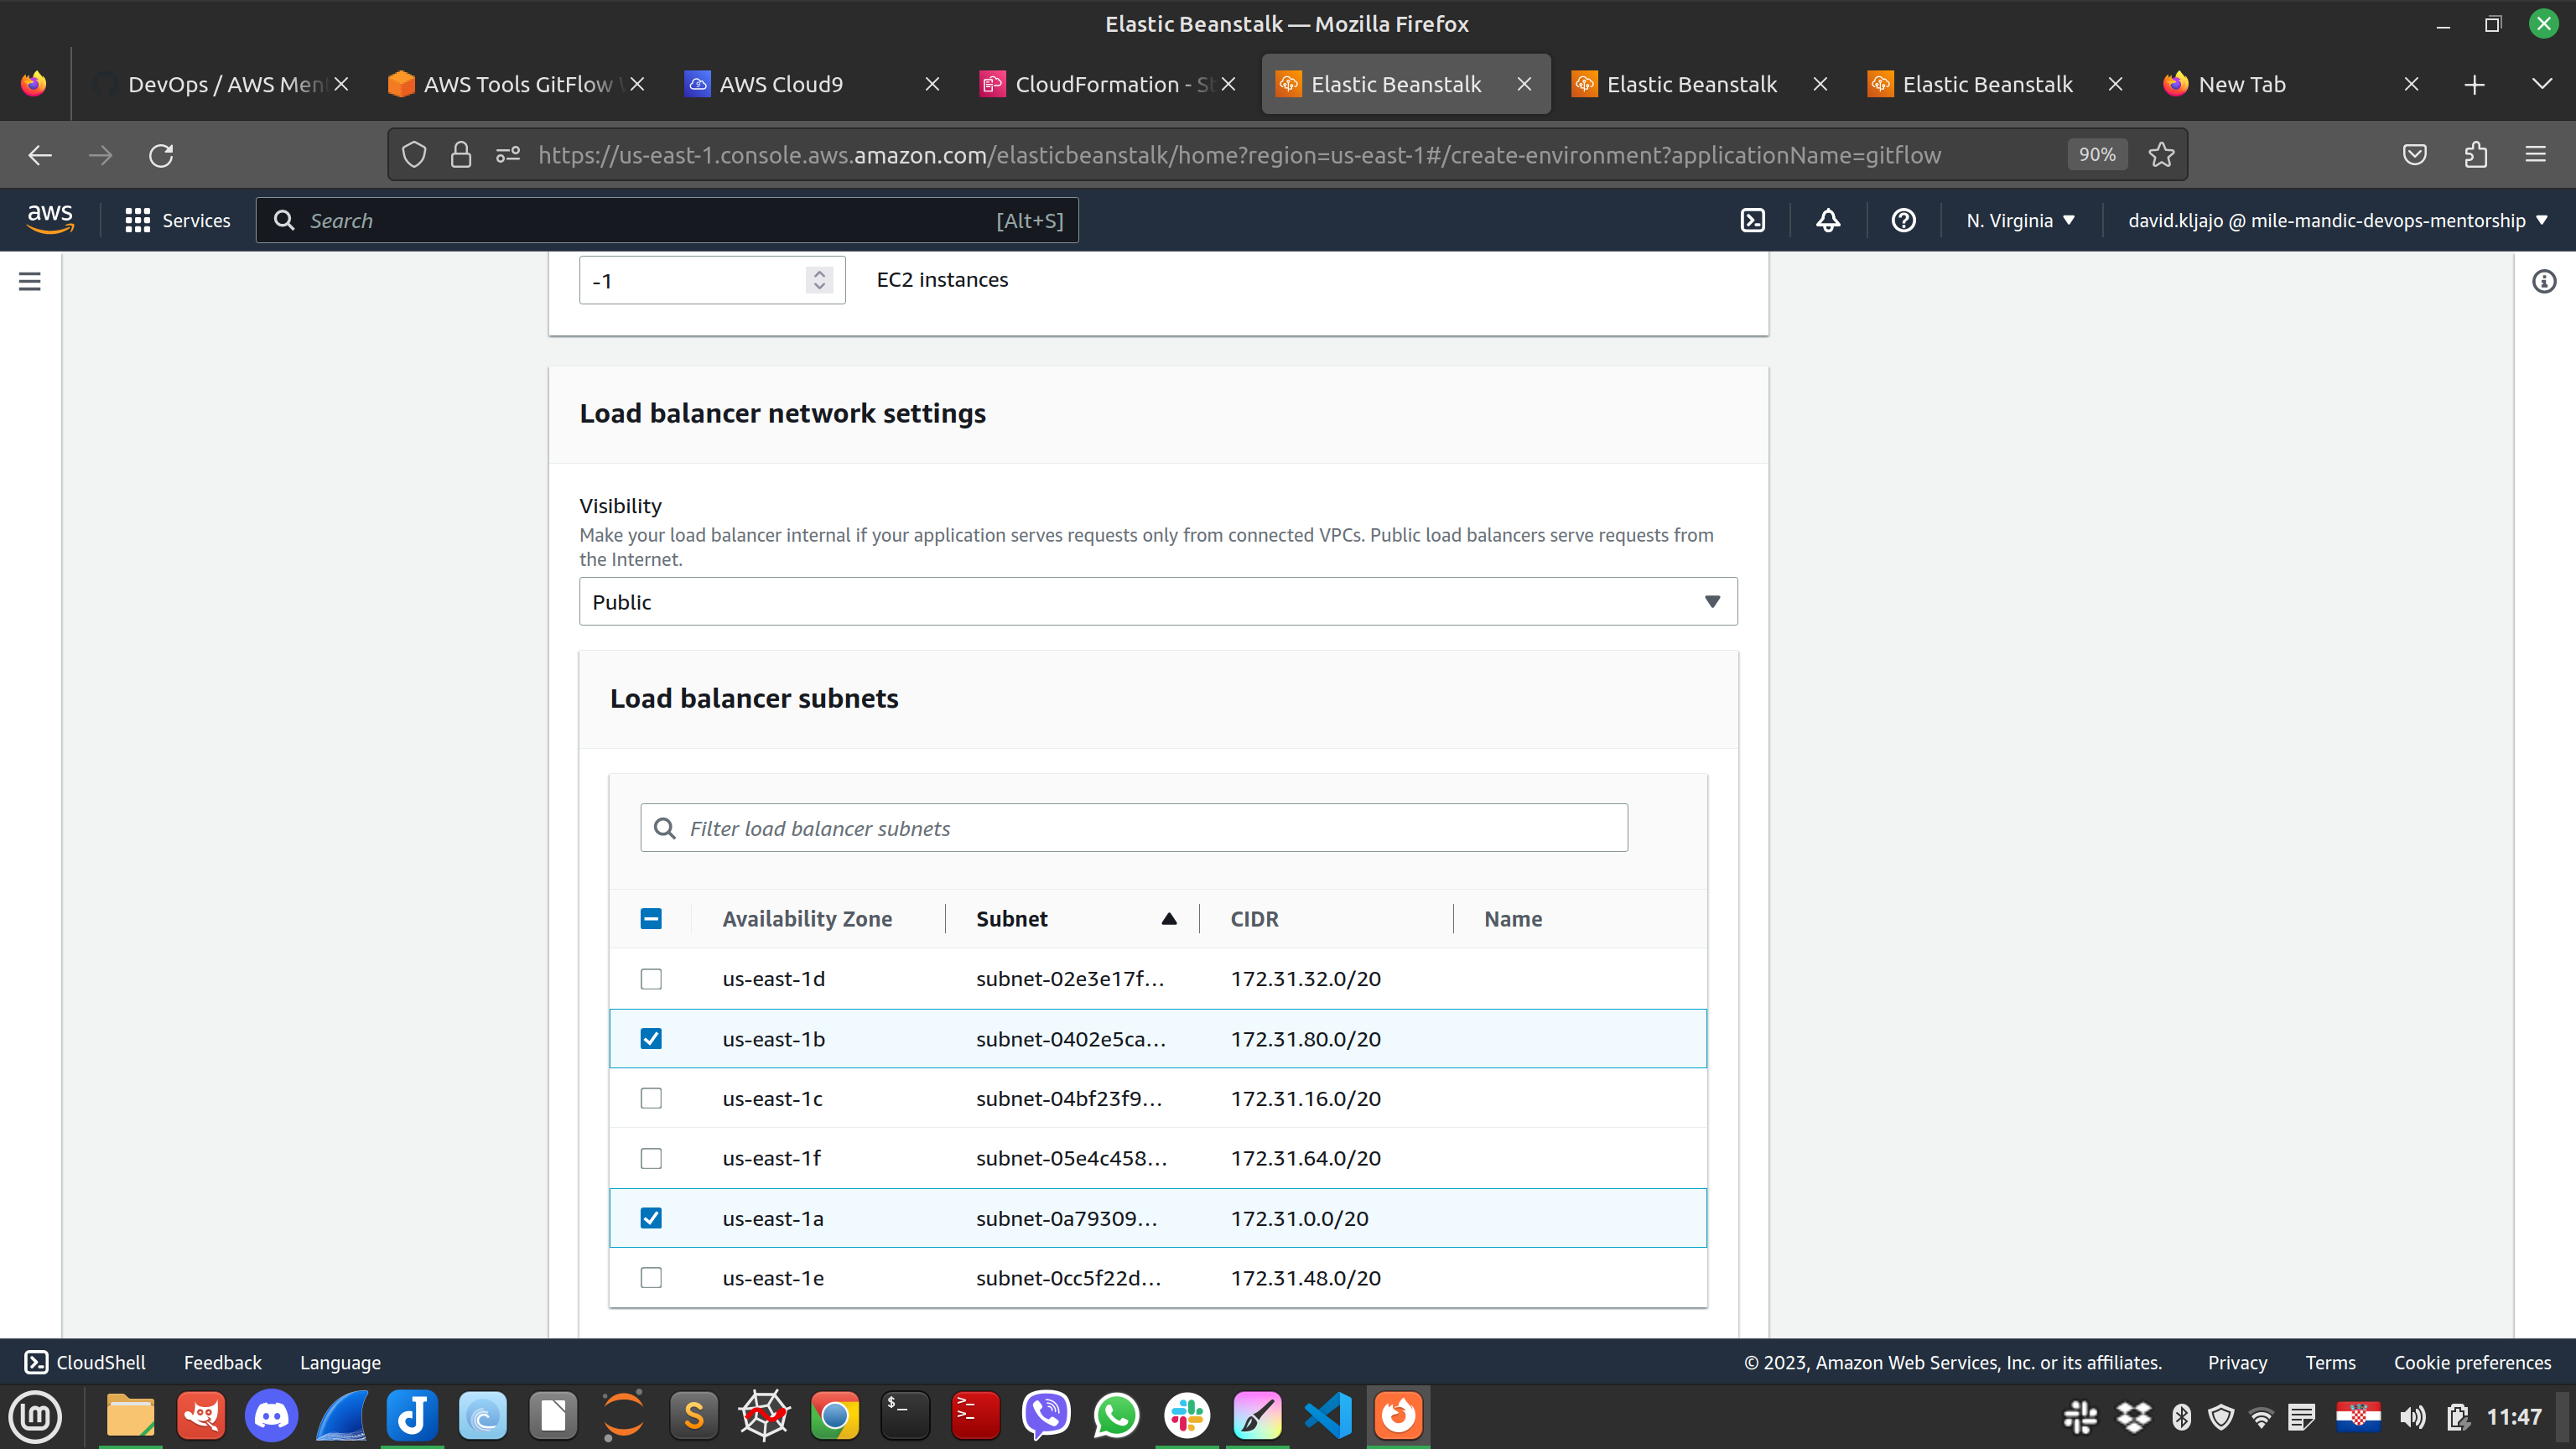 Elastic Beanstalk — Mozilla Firefox
DevOps / AWS Ment
AWS Tools GitFlow
AWS Cloud9
CloudFormation - St
Elastic Beanstalk
Elastic Beanstalk
Elastic Beanstalk
New Tab
https://us-east-1.console.aws.amazon.com/elasticbeanstalk/home?region=us-east-1#/create-environment?applicationName=gitflow
90%
aws
Services
Search
[Alt+S]
N. Virginia
david.kljajo @ mile-mandic-devops-mentorship
-1
EC2 instances
Load balancer network settings
Visibility
Make your load balancer internal if your application serves requests only from connected VPCs. Public load balancers serve requests from
the Internet.
Public
Load balancer subnets
Filter load balancer subnets
Availability Zone Subnet CIDR Name
us-east-1d subnet-02e3e17f... 172.31.32.0/20
us-east-1b subnet-0402e5ca... 172.31.80.0/20
us-east-1c subnet-04bf23f9... 172.31.16.0/20
us-east-1f subnet-05e4c458... 172.31.64.0/20
us-east-1a subnet-0a79309... 172.31.0.0/20
us-east-1e subnet-0cc5f22d... 172.31.48.0/20
CloudShell
Feedback
Language
© 2023, Amazon Web Services, Inc. or its affiliates.
Privacy
Terms
Cookie preferences
11:47